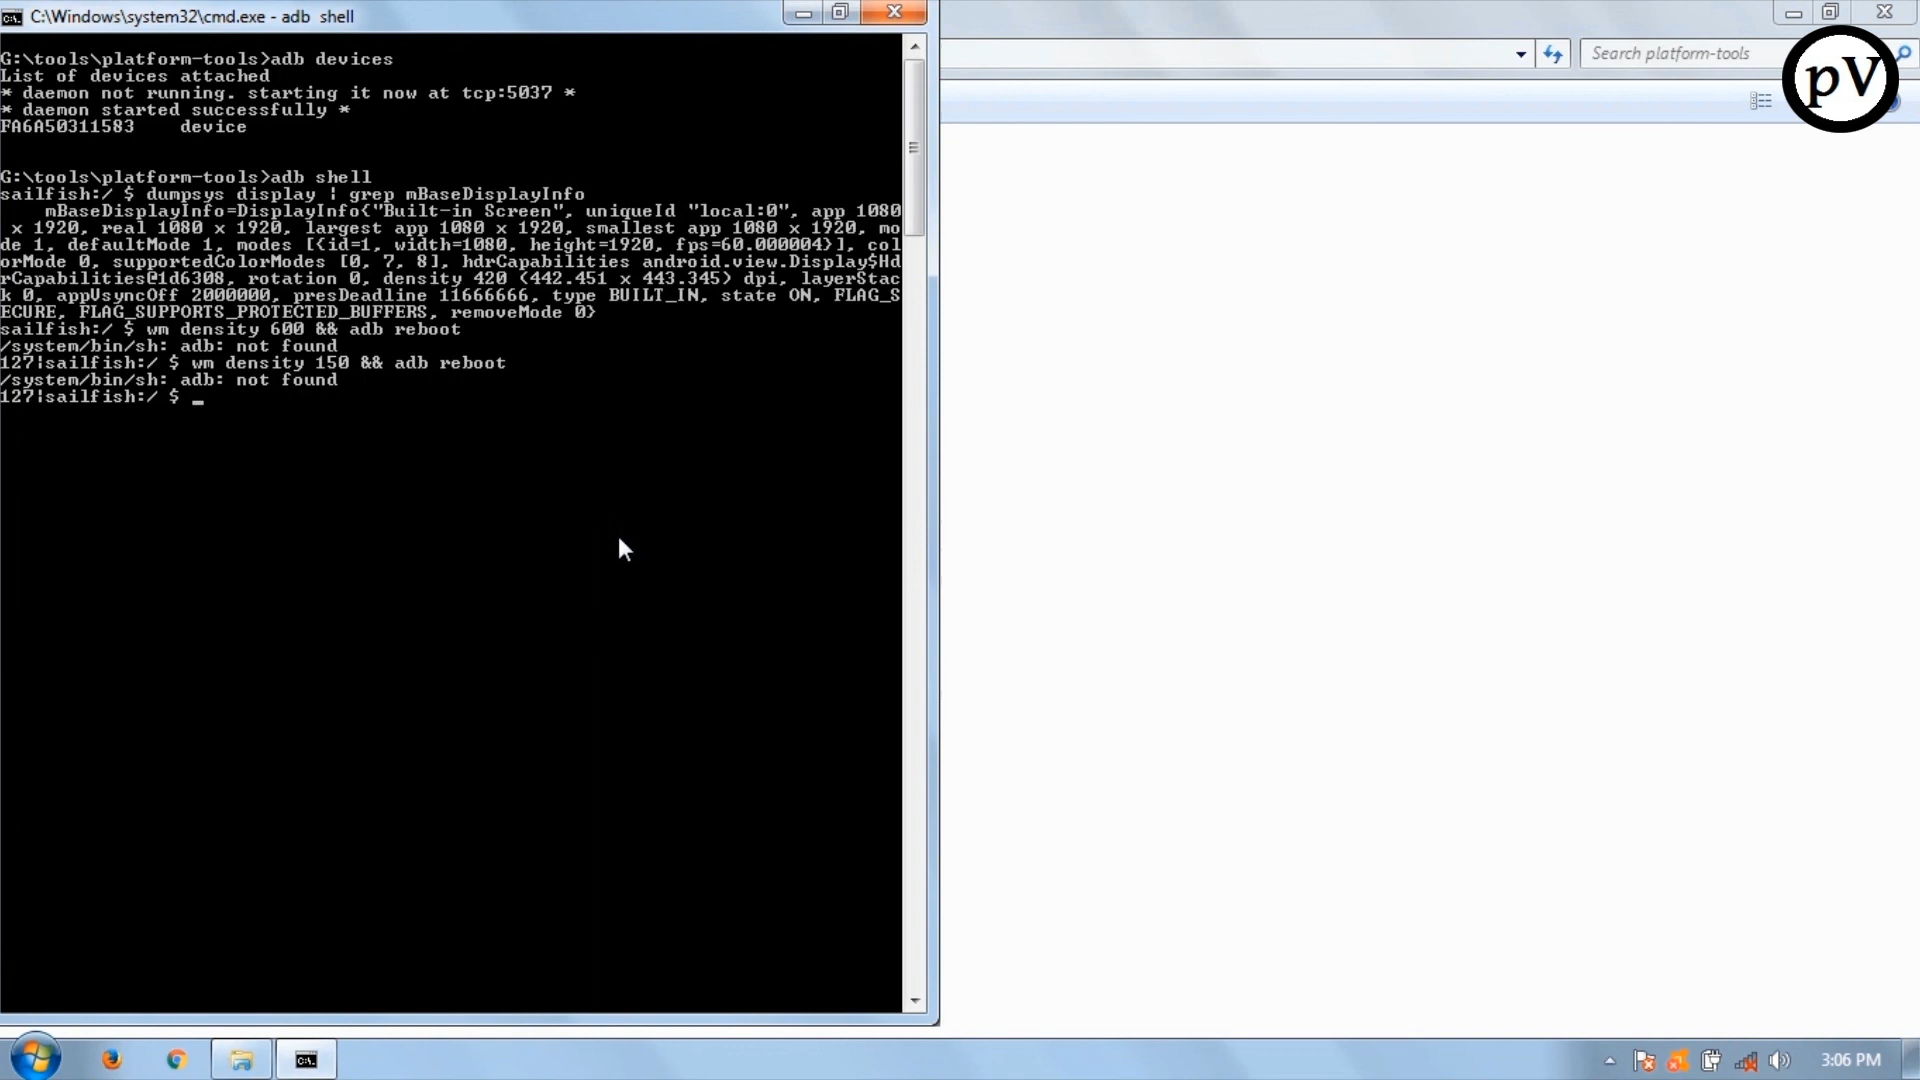 C:\Windows\system32\cmd.exe - adb  shell
Search platform-tools
pV
G:\tools\platform-tools>adb devices
List of devices attached
* daemon not running. starting it now at tcp:5037 *
* daemon started successfully *
FA6A50311583    device
G:\tools\platform-tools>adb shell
sailfish:/ $ dumpsys display | grep mBaseDisplayInfo
    mBaseDisplayInfo=DisplayInfo{"Built-in Screen", uniqueId "local:0", app 1080
 x 1920, real 1080 x 1920, largest app 1080 x 1920, smallest app 1080 x 1920, mo
de 1, defaultMode 1, modes [{id=1, width=1080, height=1920, fps=60.000004}], col
orMode 0, supportedColorModes [0, 7, 8], hdrCapabilities android.view.Display$Hd
rCapabilities@1d6308, rotation 0, density 420 (442.451 x 443.345) dpi, layerStac
k 0, appVsyncOff 2000000, presDeadline 11666666, type BUILT_IN, state ON, FLAG_S
ECURE, FLAG_SUPPORTS_PROTECTED_BUFFERS, removeMode 0}
sailfish:/ $ wm density 600 && adb reboot
/system/bin/sh: adb: not found
127|sailfish:/ $ wm density 150 && adb reboot
/system/bin/sh: adb: not found
127|sailfish:/ $ _
C:\.
3:06 PM